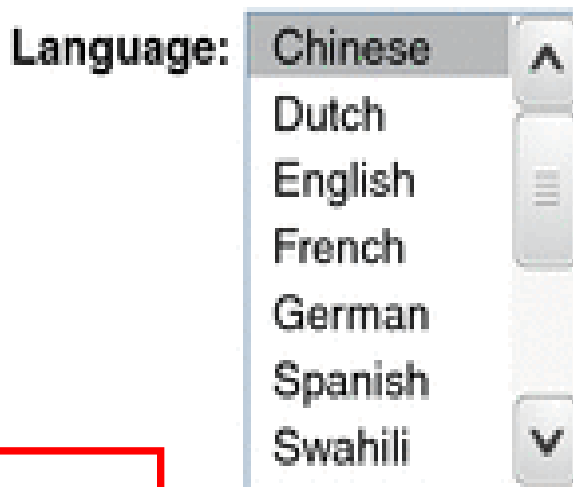 Language: Chinese
Dutch
English
French
German
Spanish
Swahili